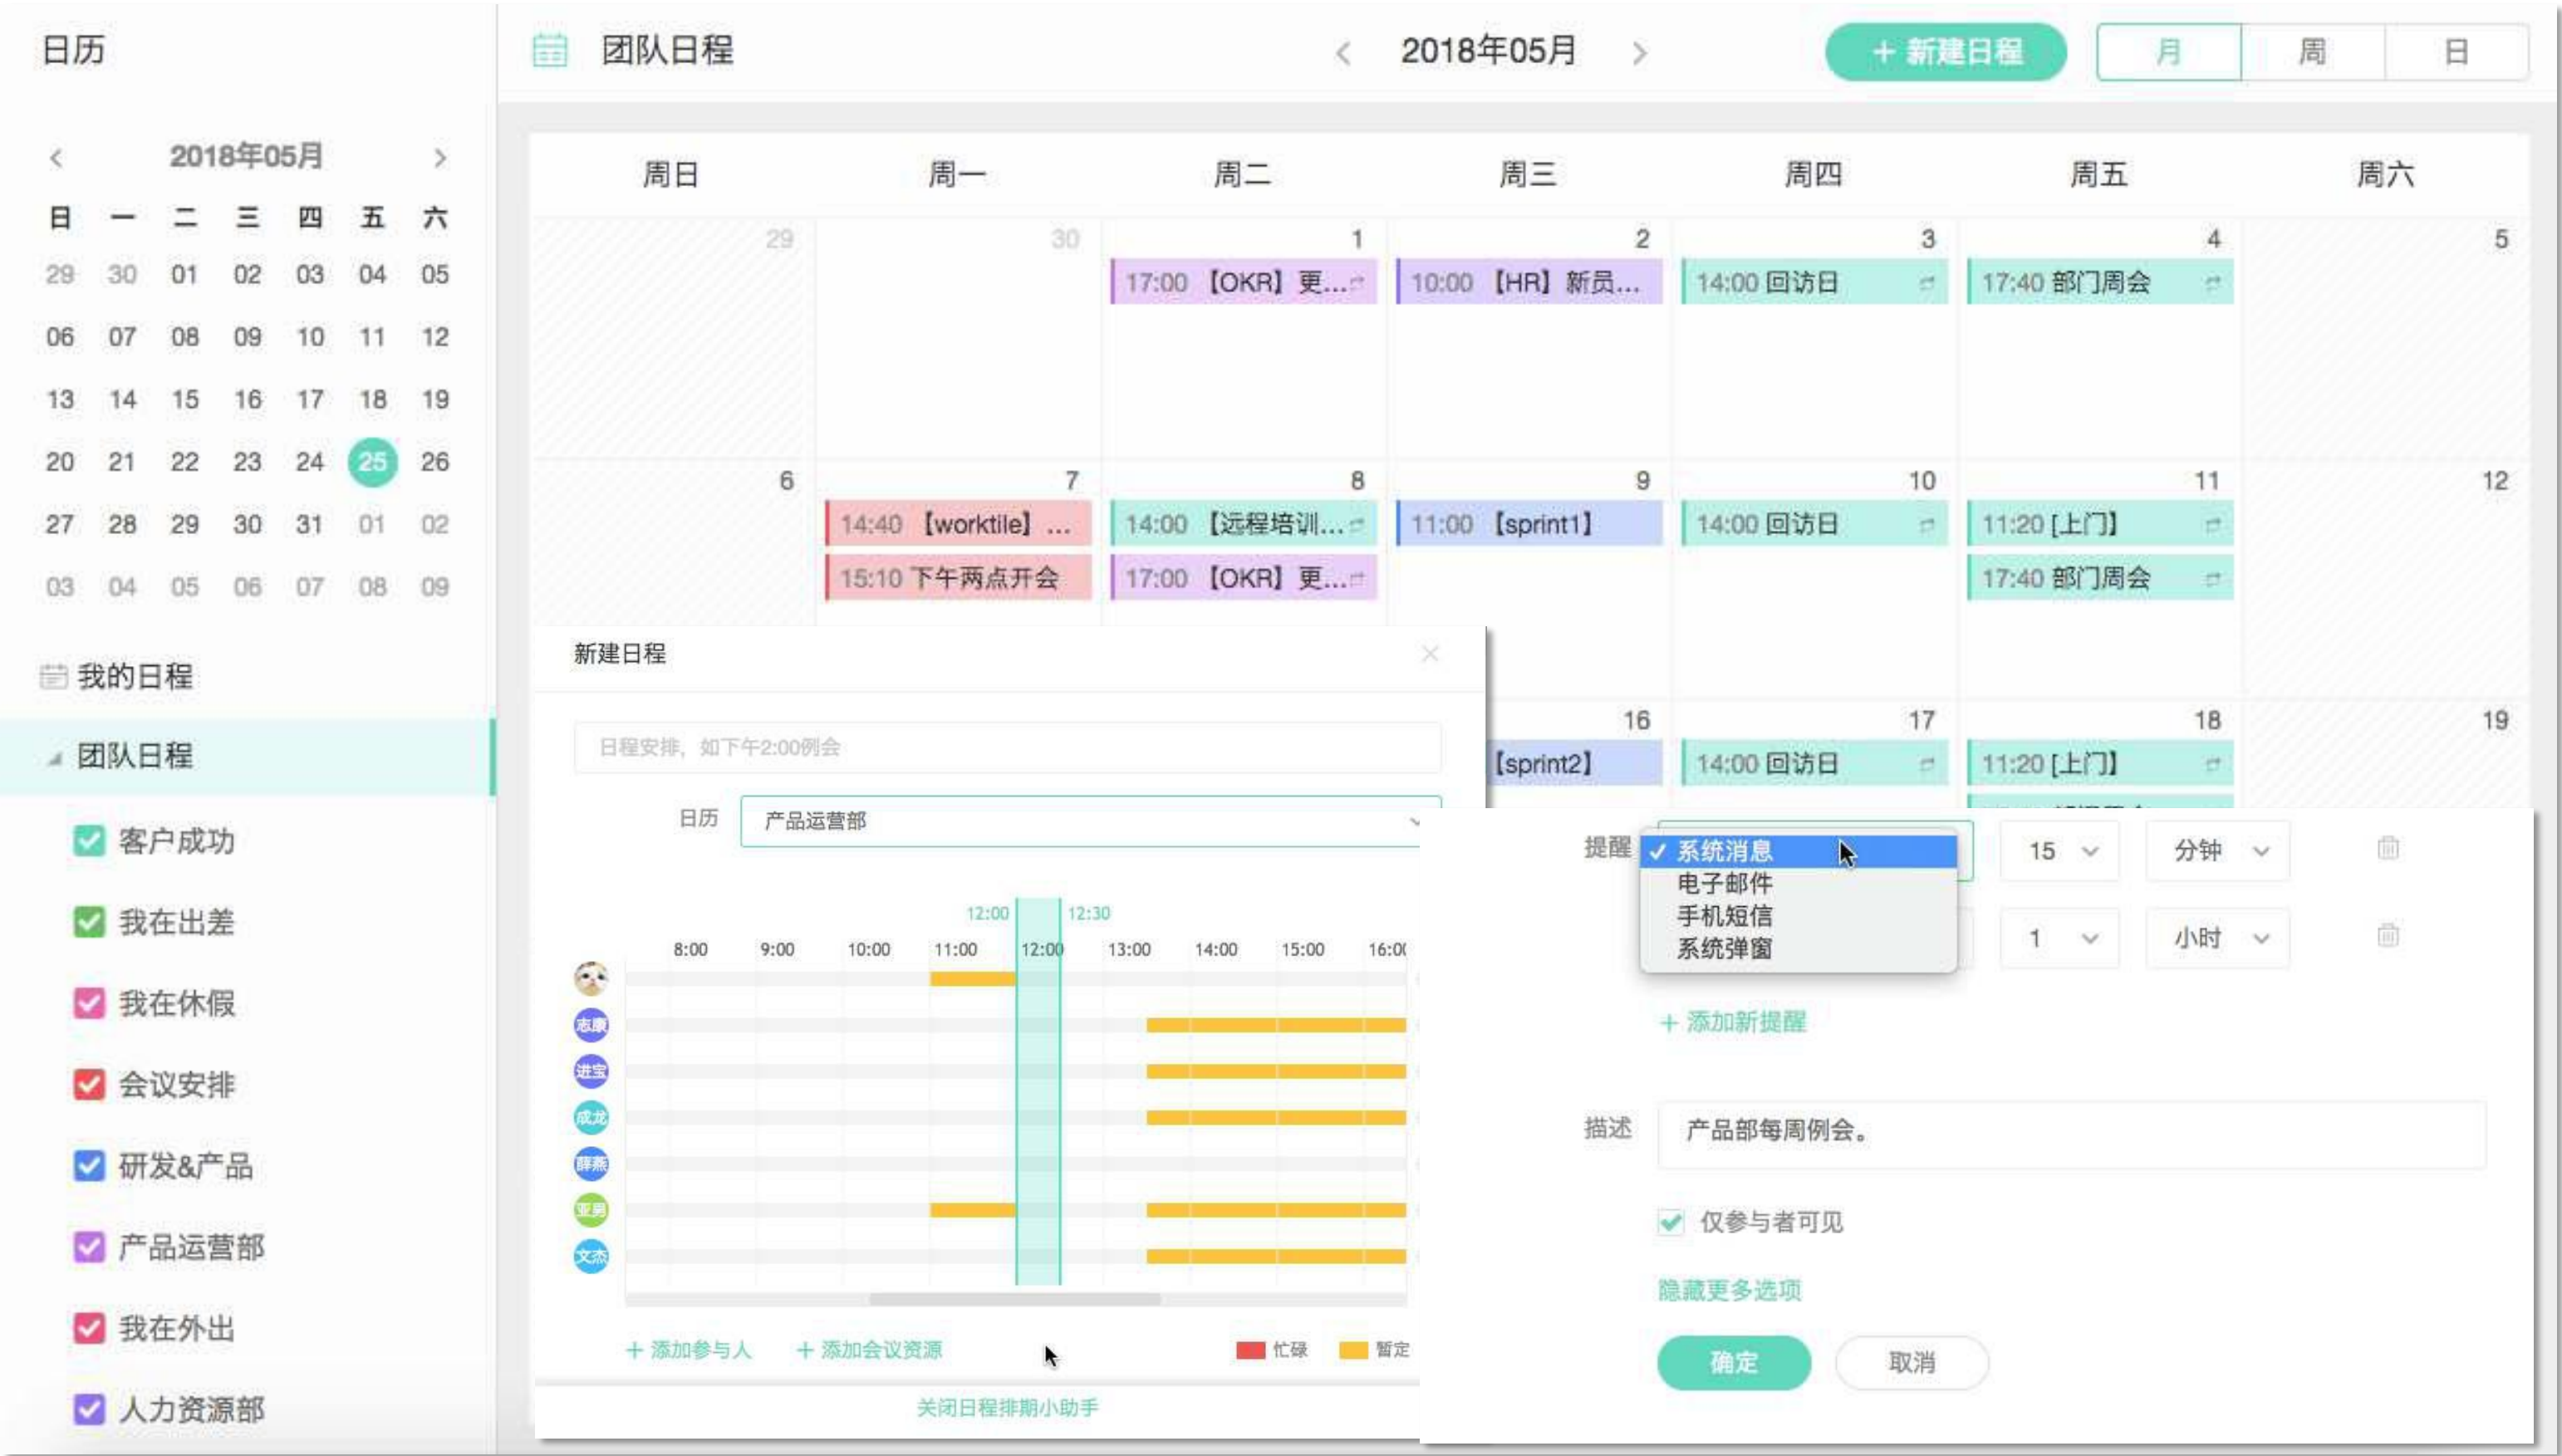 日历
2018年05月
日 一 二 三 四 五 六
29 30 01 02 03 04 05
06 07 08 09 10 11 12
13 14 15 16 17 18 19
20 21 22 23 24 25 26
27 28 29 30 31 01 02
03 04 05 06 07 08 09
我的日程
团队日程
客户成功
我在出差
我在休假
会议安排
研发&产品
产品运营部
我在外出
人力资源部
团队日程
2018年05月
+ 新建日程
月 周 日
周日 周一 周二 周三 周四 周五 周六
29 30 1 2 3 4 5
17:00 【OKR】更... 10:00 【HR】新员... 14:00 回访日 17:40 部门周会
6 7 8 9 10 11 12
14:40 【worktile】... 14:00 【远程培训... 11:00 【sprint1】 14:00 回访日 11:20 [上门】
15:10 下午两点开会 17:00 【OKR】更... 17:40 部门周会
16 17 18 19
【sprint2】 14:00 回访日 11:20 [上门】
新建日程
日程安排，如下午2:00例会
日历 产品运营部
12:00 12:30
8:00 9:00 10:00 11:00 12:00 13:00 14:00 15:00 16:00
志康
进宝
成龙
薛燕
亚男
文杰
+ 添加参与人 + 添加会议资源 忙碌 暂定
关闭日程排期小助手
提醒 系统消息 15 分钟
电子邮件
手机短信 1 小时
系统弹窗
+ 添加新提醒
描述 产品部每周例会。
仅参与者可见
隐藏更多选项
确定 取消